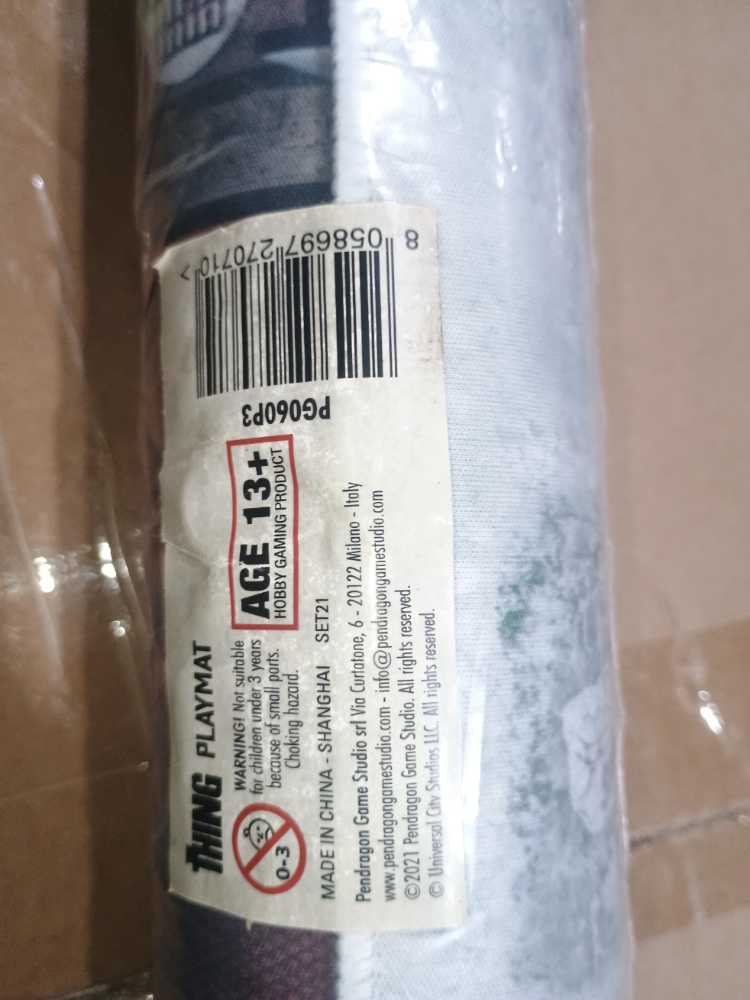 THING PLAYMAT
0-3
WARNING! Not suitable
for children under 3 years
because of small parts.
Choking hazard.
AGE 13+
HOBBY GAMING PRODUCT
MADE IN CHINA - SHANGHAI SET21
Pendragon Game Studio srl Via Curtatone, 6 - 20122 Milano - Italy
www.pendragongamestudio.com - info@pendragongamestudio.com
©2021 Pendragon Game Studio. All rights reserved.
© Universal City Studios LLC. All rights reserved.
PG060P3
8 058697 270710 >